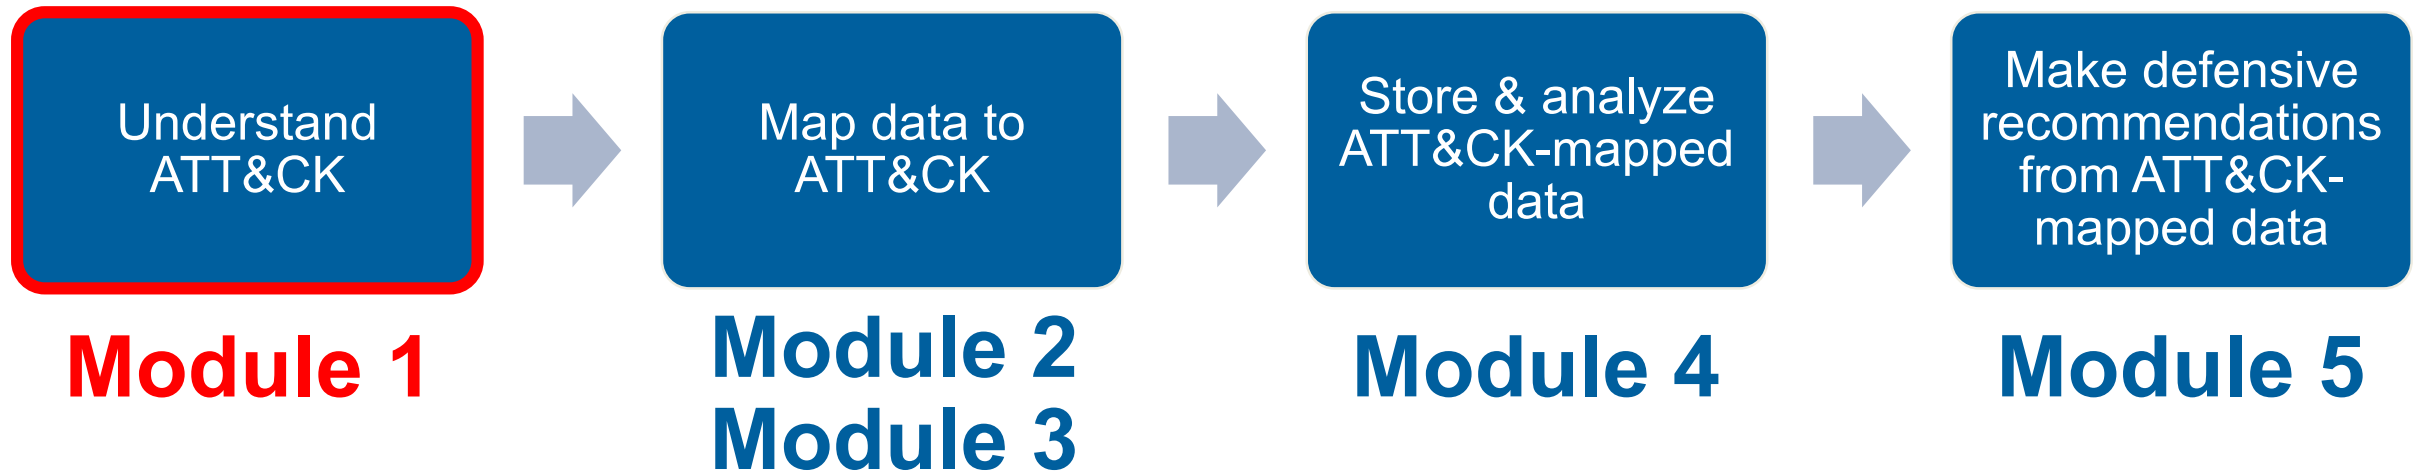 Understand
ATT&CK
Module 1
Map data to
ATT&CK
Module 2
Module 3
Store & analyze
ATT&CK-mapped
data
Module 4
Make defensive
recommendations
from ATT&CK-
mapped data
Module 5